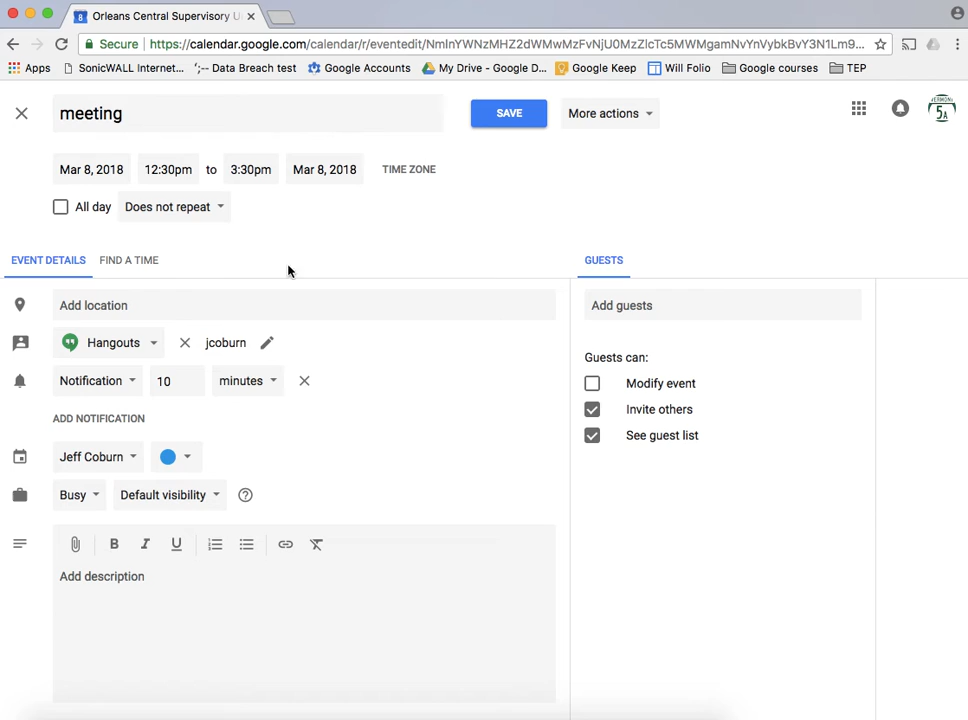 Orleans Central Supervisory U
Secure https://calendar.google.com/calendar/r/eventedit/
Apps SonicWALL Internet... Data Breach test Google Accounts My Drive - Google D... Google Keep Will Folio Google courses TEP
meeting SAVE More actions
5A
Mar 8, 2018 12:30pm to 3:30pm Mar 8, 2018 TIME ZONE
All day Does not repeat
EVENT DETAILS FIND A TIME GUESTS
Add location Add guests
Hangouts jcoburn
Guests can:
Notification 10 minutes Modify event
Invite others
ADD NOTIFICATION
See guest list
Jeff Coburn
Busy Default visibility
B I U
Add description